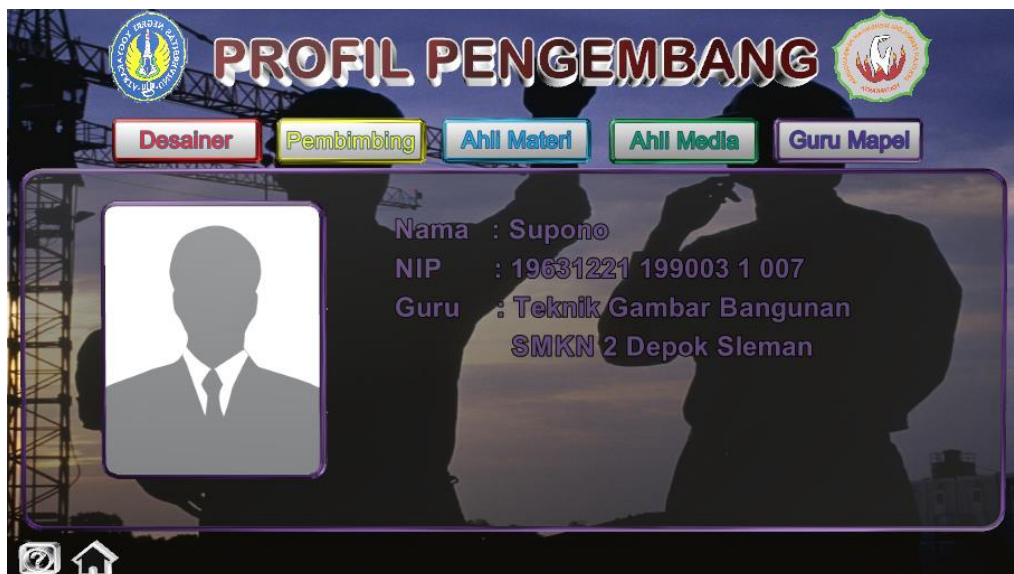 PROFIL PENGEMBANG
Desainer
Pembimbing
Ahli Materi
Ahli Media
Guru Mapel
Nama : Supono
NIP : 19631221 199003 1 007
Guru : Teknik Gambar Bangunan
SMKN 2 Depok Sleman
?